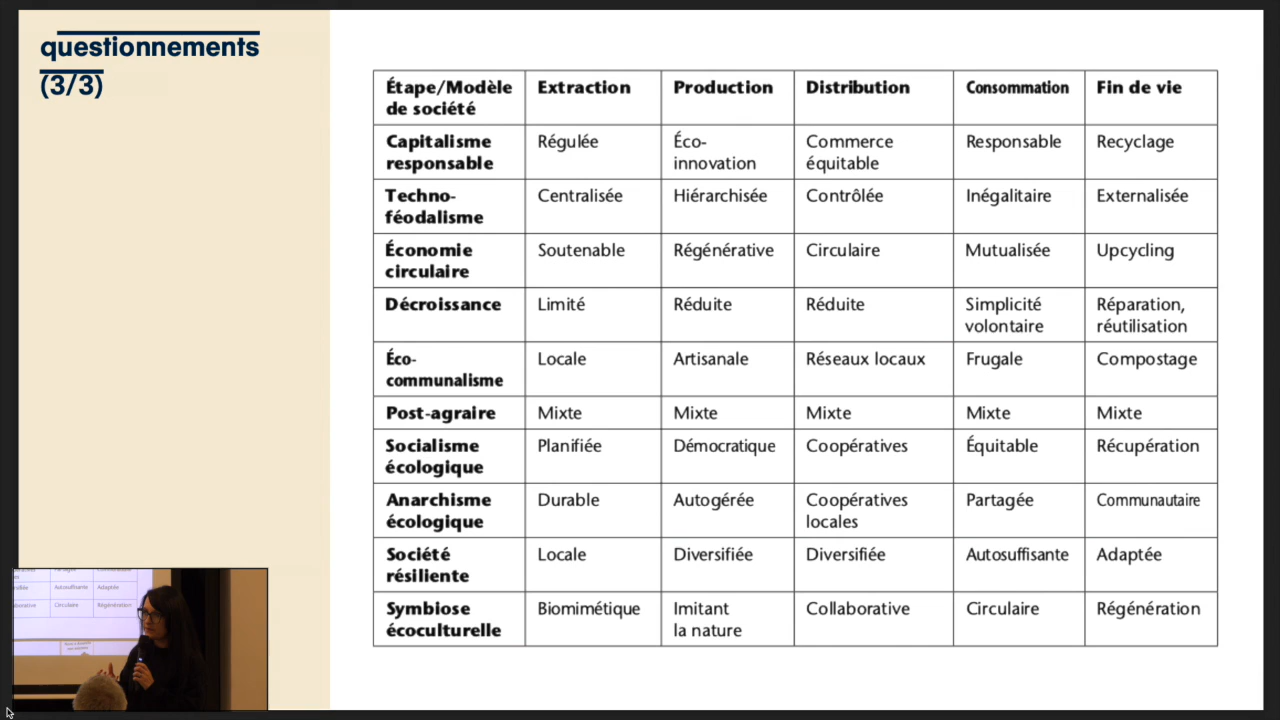 questionnements
(3/3)
Étape/Modèle Extraction Production Distribution Consommation Fin de vie
de société
Capitalisme Régulée Éco- Commerce Responsable Recyclage
responsable innovation équitable
Techno- Centralisée Hiérarchisée Contrôlée Inégalitaire Externalisée
féodalisme
Économie Soutenable Régénérative Circulaire Mutualisée Upcycling
circulaire
Décroissance Limité Réduite Réduite Simplicité Réparation,
volontaire réutilisation
Éco- Locale Artisanale Réseaux locaux Frugale Compostage
communalisme
Post-agraire Mixte Mixte Mixte Mixte Mixte
Socialisme Planifiée Démocratique Coopératives Équitable Récupération
écologique
Anarchisme Durable Autogérée Coopératives Partagée Communautaire
écologique locales
Société Locale Diversifiée Diversifiée Autosuffisante Adaptée
résiliente
Symbiose Biomimétique Imitant Collaborative Circulaire Régénération
écoculturelle la nature
Autosuffisante Adaptée
Circulaire Régénération